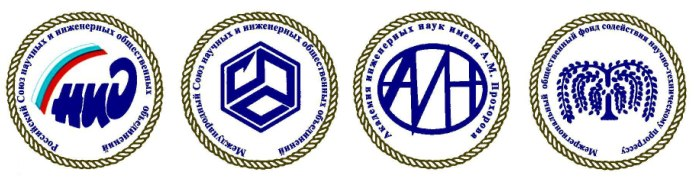 Российский Союз научных и инженерных общественных объединений
НИО
Международный Союз научных и инженерных общественных объединений
Академия инженерных наук имени А.М. Прохорова
АИН
Межрегиональный общественный фонд содействия научно-техническому прогрессу